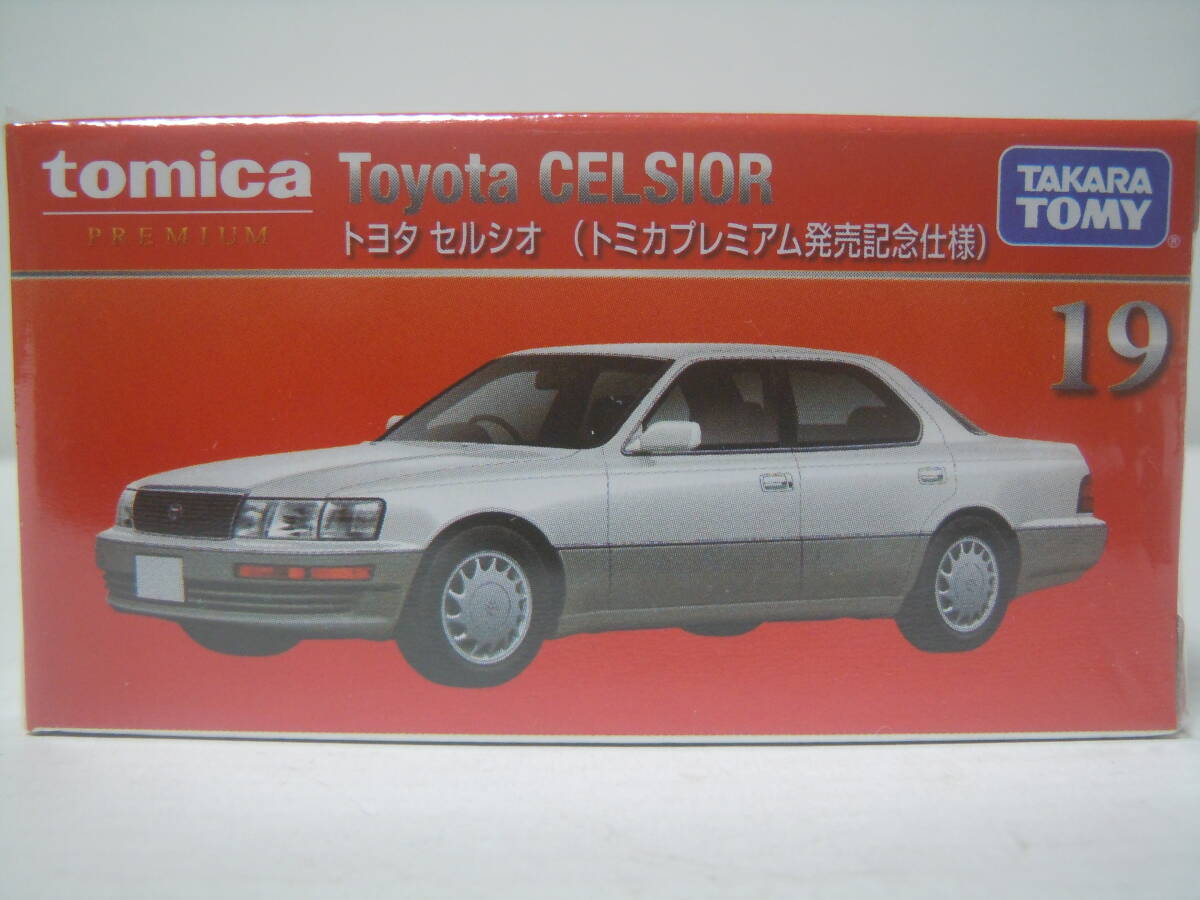 tomica
PREMIUM
Toyota CELSIOR
トヨタ セルシオ (トミカプレミアム発売記念仕様)
TAKARA
TOMY
®
19